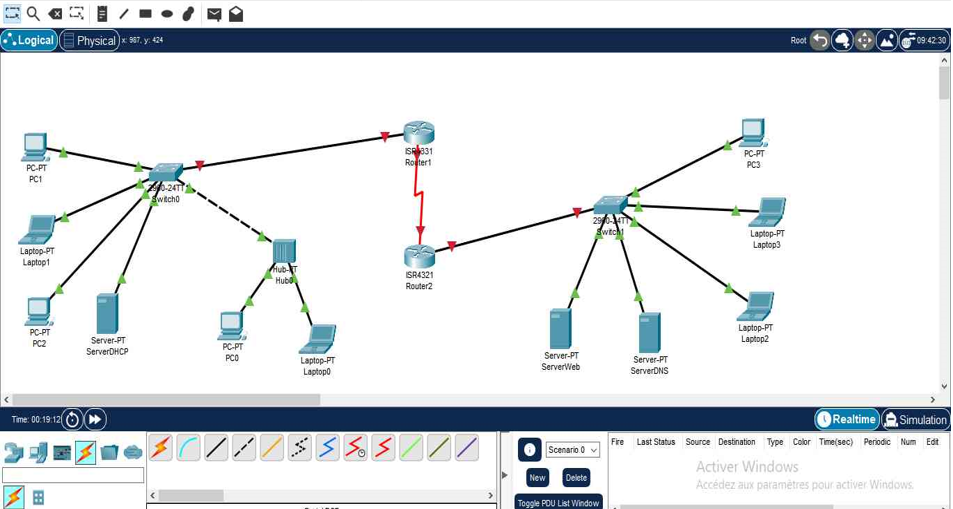 Logical
Physical
x: 987, y: 424
Root
09:42:30
PC-PT
PC1
2960-24TT
Switch0
ISR4331
Router1
PC-PT
PC3
Laptop-PT
Laptop1
2960-24TT
Switch1
Laptop-PT
Laptop3
Hub-PT
Hub0
ISR4321
Router2
PC-PT
PC2
Server-PT
ServerDHCP
PC-PT
PC0
Laptop-PT
Laptop0
Server-PT
ServerWeb
Server-PT
ServerDNS
Laptop-PT
Laptop2
Time: 00:19:12
Realtime
Simulation
Scenario 0
New
Delete
Toggle PDU List Window
Fire Last Status Source Destination Type Color Time(sec) Periodic Num Edit
Activer Windows
Accédez aux paramètres pour activer Windows.